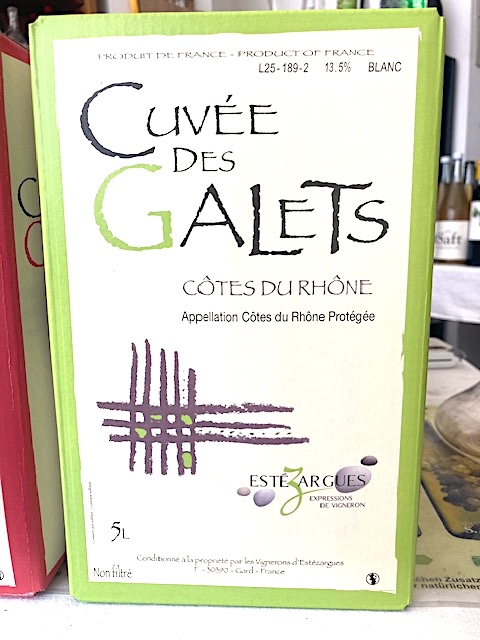 PRODUIT DE FRANCE - PRODUCT OF FRANCE
L25-189-2 13.5% BLANC
CUVÉE
DES
GALETS
CÔTES DU RHÔNE
Appellation Côtes du Rhône Protégée
ESTÉZARGUES
EXPRESSIONS
DE VIGNERON
5L
Conditionné à la propriété par les Vignerons d'Estézargues
F - 30390 - Gard - France
Non filtré
Saft